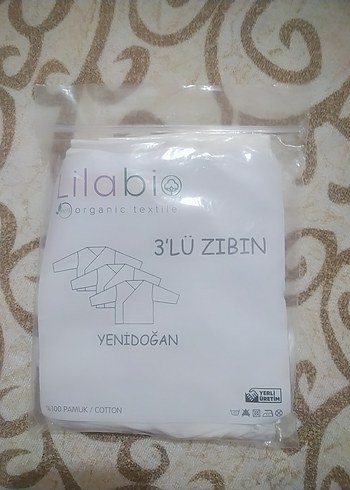 Lilabio
organic textile
3'LÜ ZIBIN
YENİDOĞAN
%100 PAMUK / COTTON
YERLİ
ÜRETİM